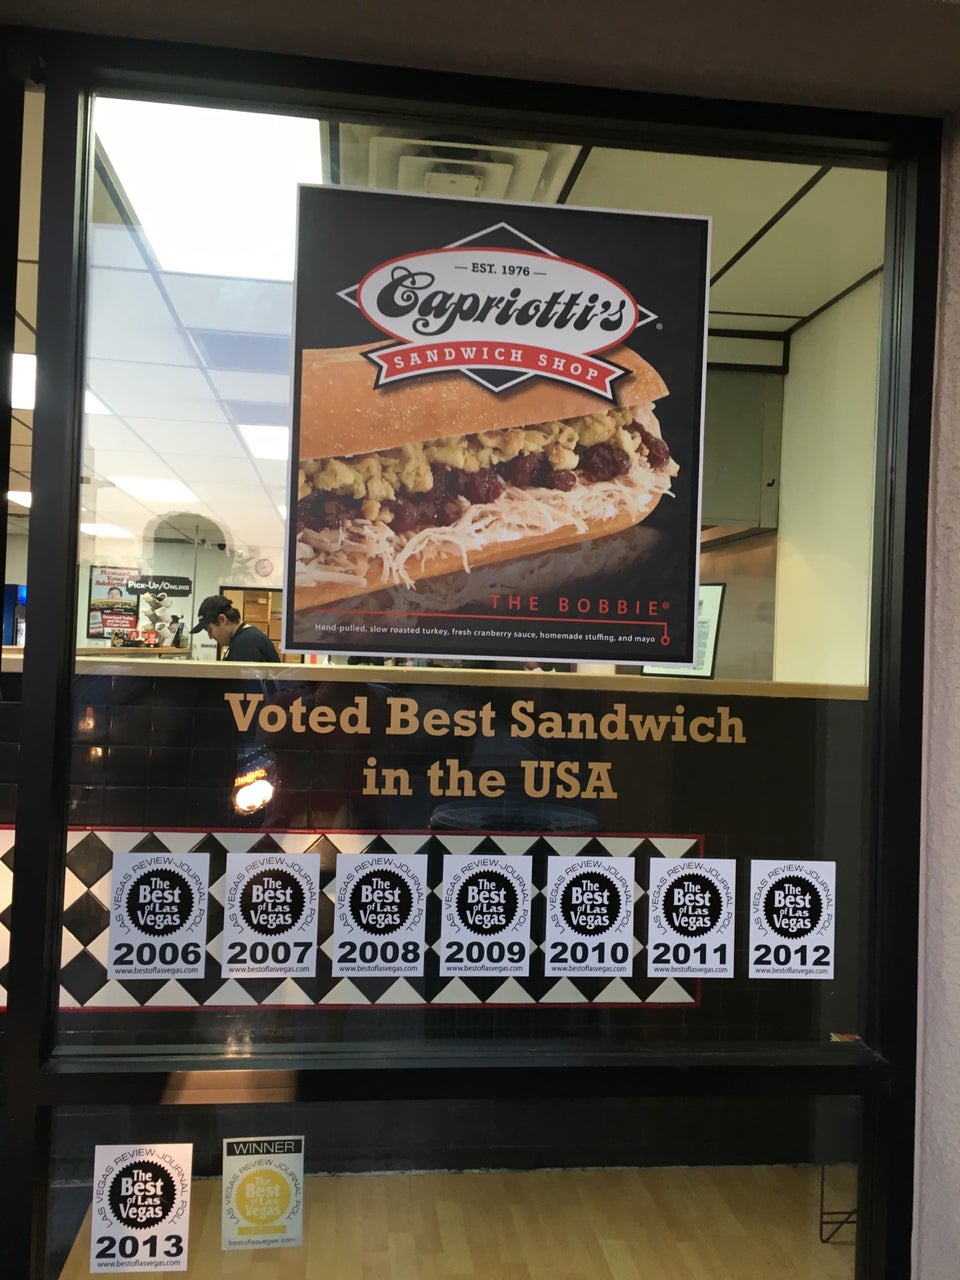 EST. 1976
Capriotti's®
SANDWICH SHOP
THE BOBBIE®
Hand-pulled, slow roasted turkey, fresh cranberry sauce, homemade stuffing, and mayo
Reward
Your
PICK-UP/ONLINE
Voted Best Sandwich
in the USA
LAS VEGAS REVIEW-JOURNAL POLL
The
Best
of Las
Vegas
2006
www.bestoflasvegas.com
LAS VEGAS REVIEW-JOURNAL POLL
The
Best
of Las
Vegas
2007
www.bestoflasvegas.com
LAS VEGAS REVIEW-JOURNAL POLL
The
Best
of Las
Vegas
2008
www.bestoflasvegas.com
LAS VEGAS REVIEW-JOURNAL POLL
The
Best
of Las
Vegas
2009
www.bestoflasvegas.com
LAS VEGAS REVIEW-JOURNAL POLL
The
Best
of Las
Vegas
2010
www.bestoflasvegas.com
LAS VEGAS REVIEW-JOURNAL POLL
The
Best
of Las
Vegas
2011
www.bestoflasvegas.com
LAS VEGAS REVIEW-JOURNAL POLL
The
Best
of Las
Vegas
2012
www.bestoflasvegas.com
LAS VEGAS REVIEW-JOURNAL POLL
The
Best
of Las
Vegas
2013
www.bestoflasvegas.com
WINNER
LAS VEGAS REVIEW-JOURNAL POLL
The
Best
of Las
Vegas
bestoflasvegas.com